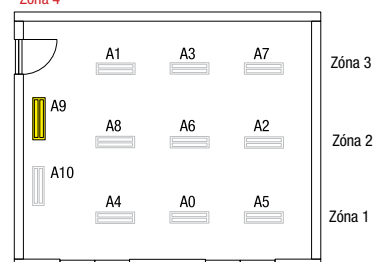 Zóna 4
A1 A3 A7 Zóna 3
A9
A8 A6 A2 Zóna 2
A10
A4 A0 A5 Zóna 1